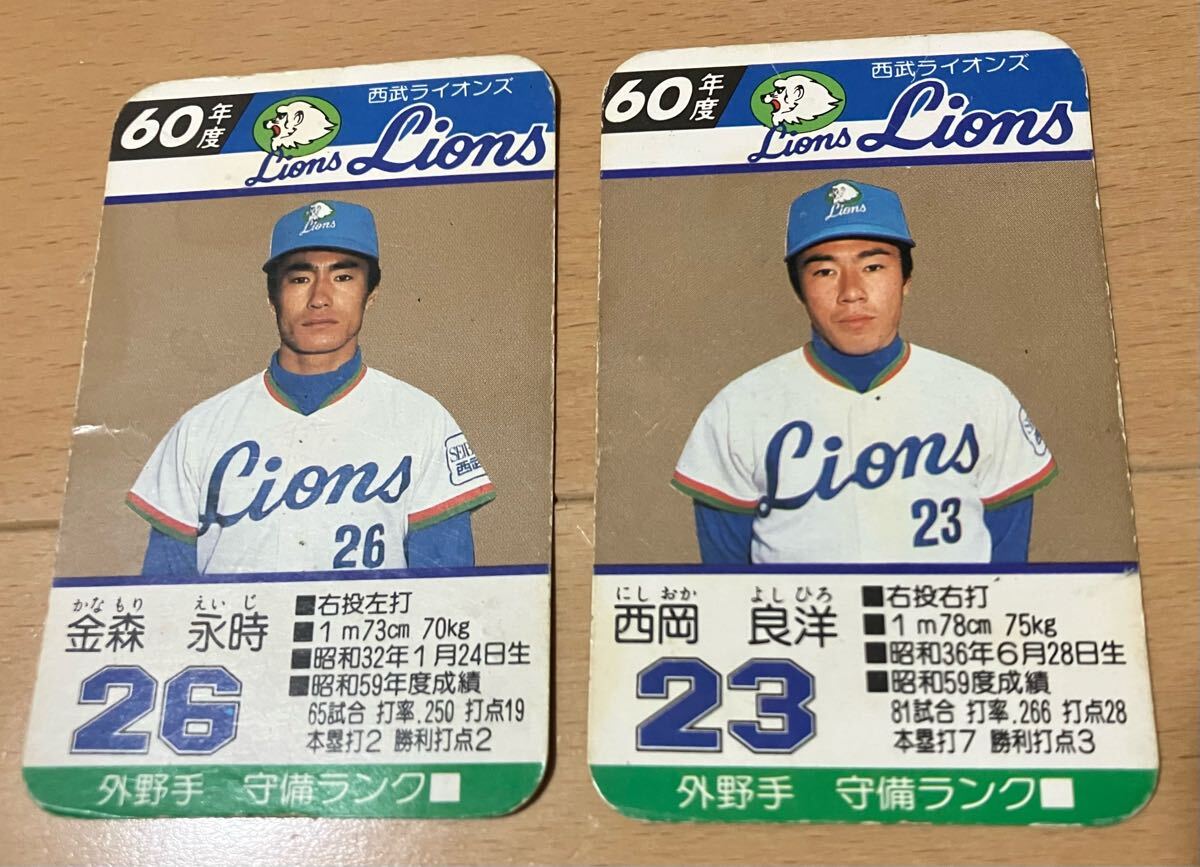 60年度
西武ライオンズ
Lions Lions
Lions
Lions
SEIB
西武
26
かなもり えいじ
金森 永時
26
■右投左打
■1m73cm 70kg
■昭和32年1月24日生
■昭和59年度成績
65試合 打率.250 打点19
本塁打2 勝利打点2
外野手 守備ランク■
60年度
西武ライオンズ
Lions Lions
Lions
Lions
23
にしおか よしひろ
西岡 良洋
23
■右投右打
■1m78cm 75kg
■昭和36年6月28日生
■昭和59度成績
81試合 打率.266 打点28
本塁打7 勝利打点3
外野手 守備ランク■